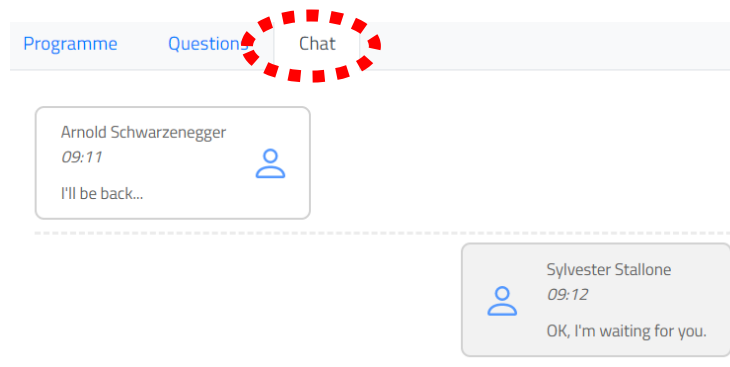 Programme Questions Chat
Arnold Schwarzenegger
09:11
I'll be back...
Sylvester Stallone
09:12
OK, I'm waiting for you.